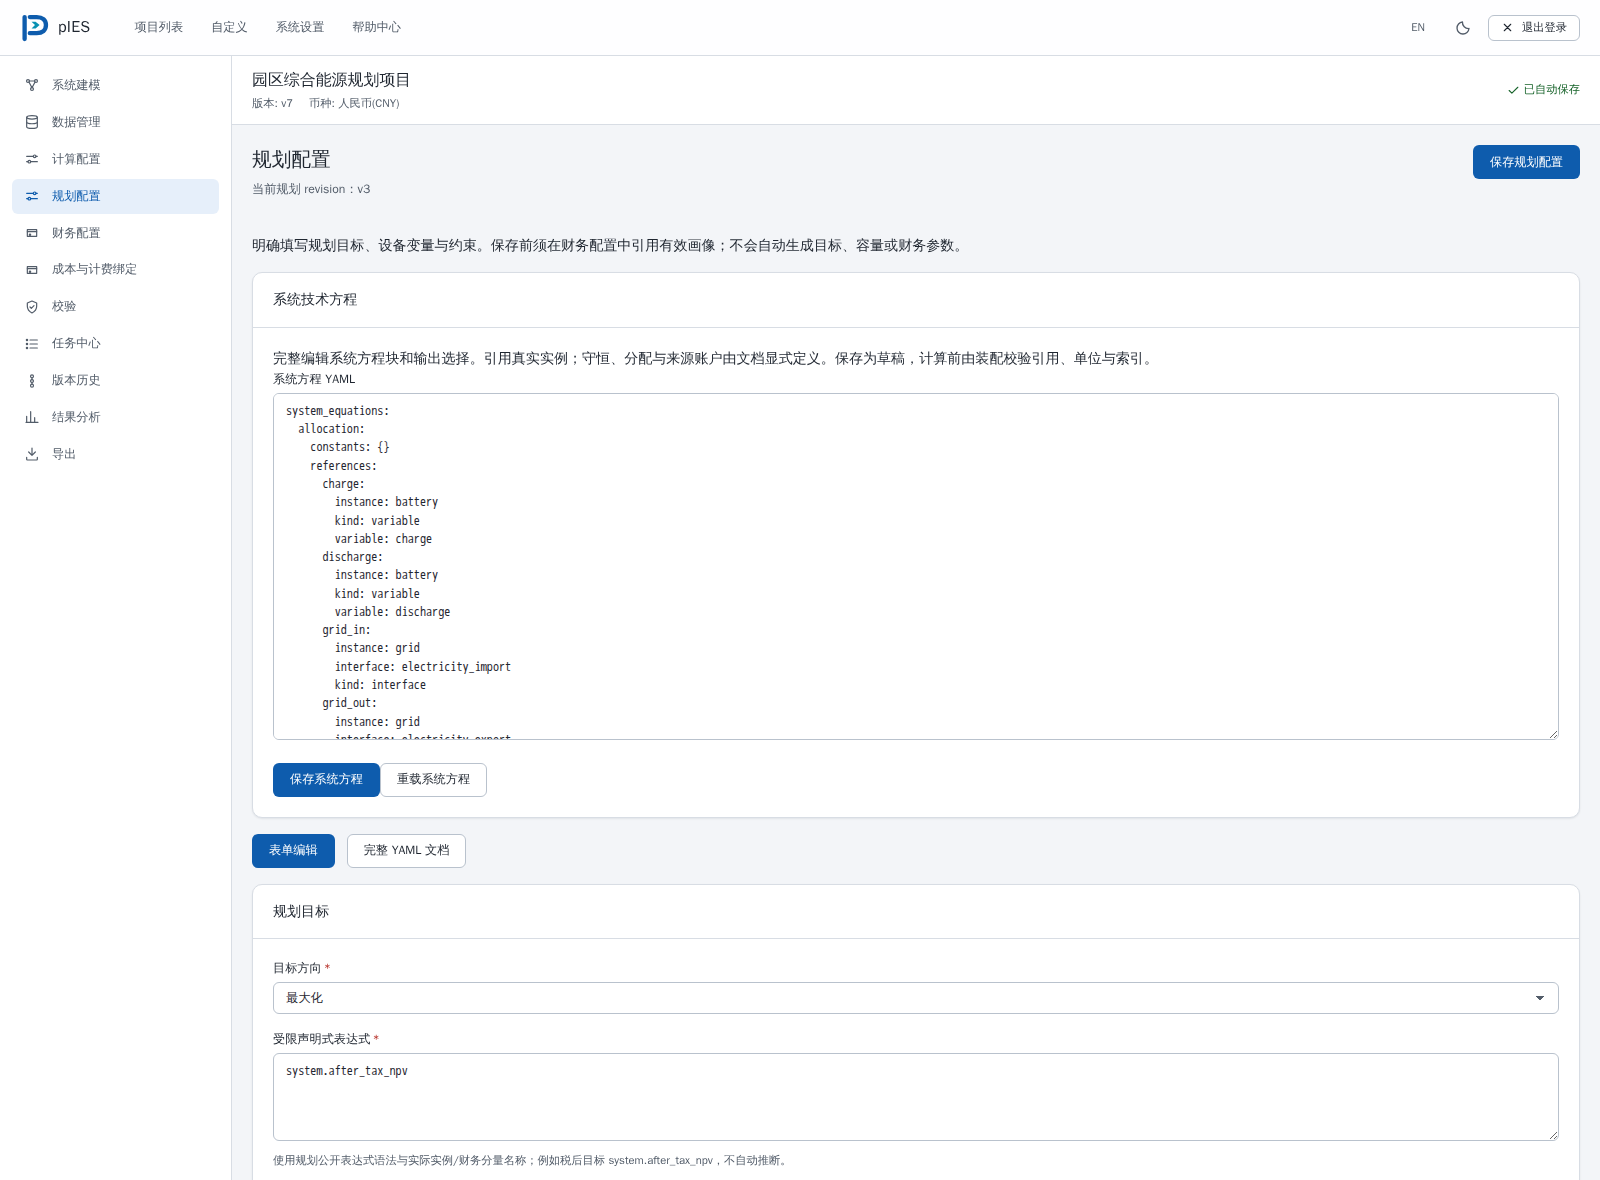 pIES
项目列表 自定义 系统设置 帮助中心
EN
退出登录
系统建模
数据管理
计算配置
规划配置
财务配置
成本与计费绑定
校验
任务中心
版本历史
结果分析
导出
园区综合能源规划项目
版本: v7 币种: 人民币(CNY)
已自动保存
规划配置
当前规划 revision：v3
保存规划配置
明确填写规划目标、设备变量与约束。保存前须在财务配置中引用有效画像；不会自动生成目标、容量或财务参数。
系统技术方程
完整编辑系统方程块和输出选择。引用真实实例；守恒、分配与来源账户由文档显式定义。保存为草稿，计算前由装配校验引用、单位与索引。
系统方程 YAML
system_equations:
  allocation:
    constants: {}
    references:
      charge:
        instance: battery
        kind: variable
        variable: charge
      discharge:
        instance: battery
        kind: variable
        variable: discharge
      grid_in:
        instance: grid
        interface: electricity_import
        kind: interface
      grid_out:
        instance: grid
        interface: electricity_export
保存系统方程 重载系统方程
表单编辑 完整 YAML 文档
规划目标
目标方向 *
最大化
受限声明式表达式 *
system.after_tax_npv
使用规划公开表达式语法与实际实例/财务分量名称；例如税后目标 system.after_tax_npv，不自动推断。